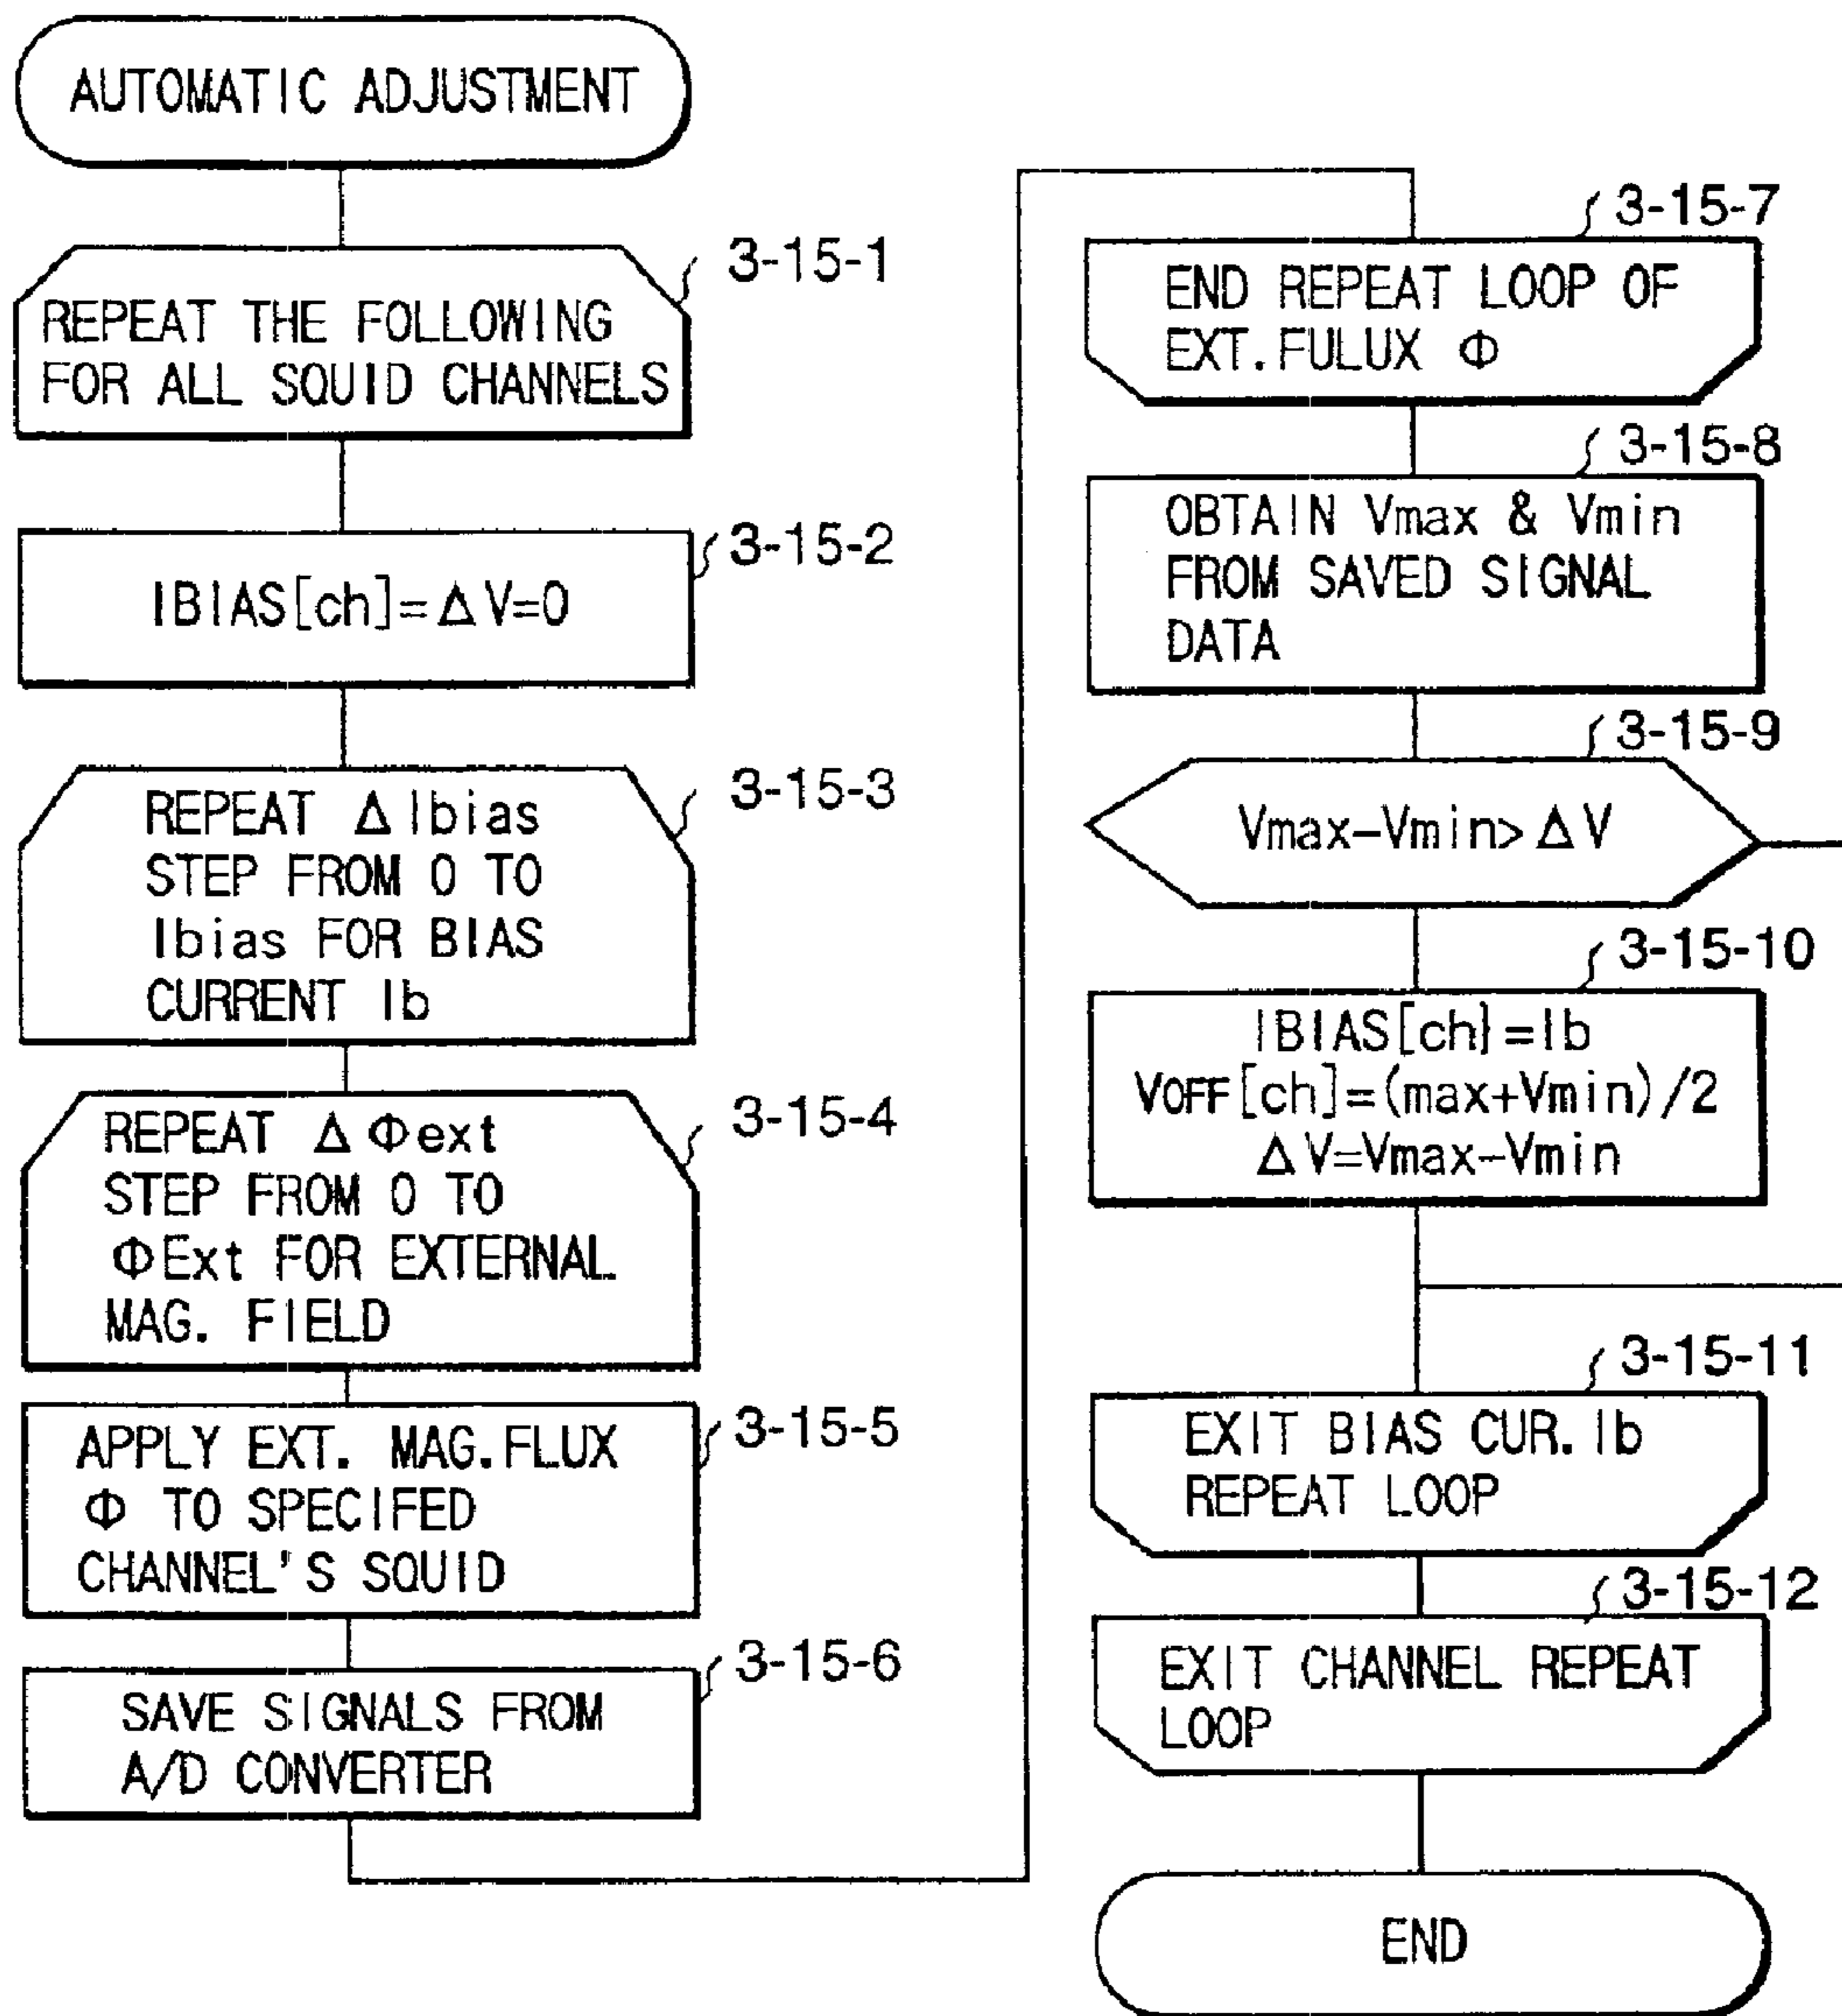 AUTOMATIC ADJUSTMENT
3-15-1
REPEAT THE FOLLOWING
FOR ALL SQUID CHANNELS
3-15-2
IBIAS[ch]=ΔV=0
3-15-3
REPEAT ΔIbias
STEP FROM 0 TO
Ibias FOR BIAS
CURRENT Ib
3-15-4
REPEAT ΔΦext
STEP FROM 0 TO
ΦExt FOR EXTERNAL
MAG. FIELD
3-15-5
APPLY EXT. MAG.FLUX
Φ TO SPECIFED
CHANNEL'S SQUID
3-15-6
SAVE SIGNALS FROM
A/D CONVERTER
3-15-7
END REPEAT LOOP OF
EXT.FULUX Φ
3-15-8
OBTAIN Vmax & Vmin
FROM SAVED SIGNAL
DATA
3-15-9
Vmax-Vmin>ΔV
3-15-10
IBIAS[ch]=Ib
VOFF[ch]=(max+Vmin)/2
ΔV=Vmax-Vmin
3-15-11
EXIT BIAS CUR.Ib
REPEAT LOOP
3-15-12
EXIT CHANNEL REPEAT
LOOP
END